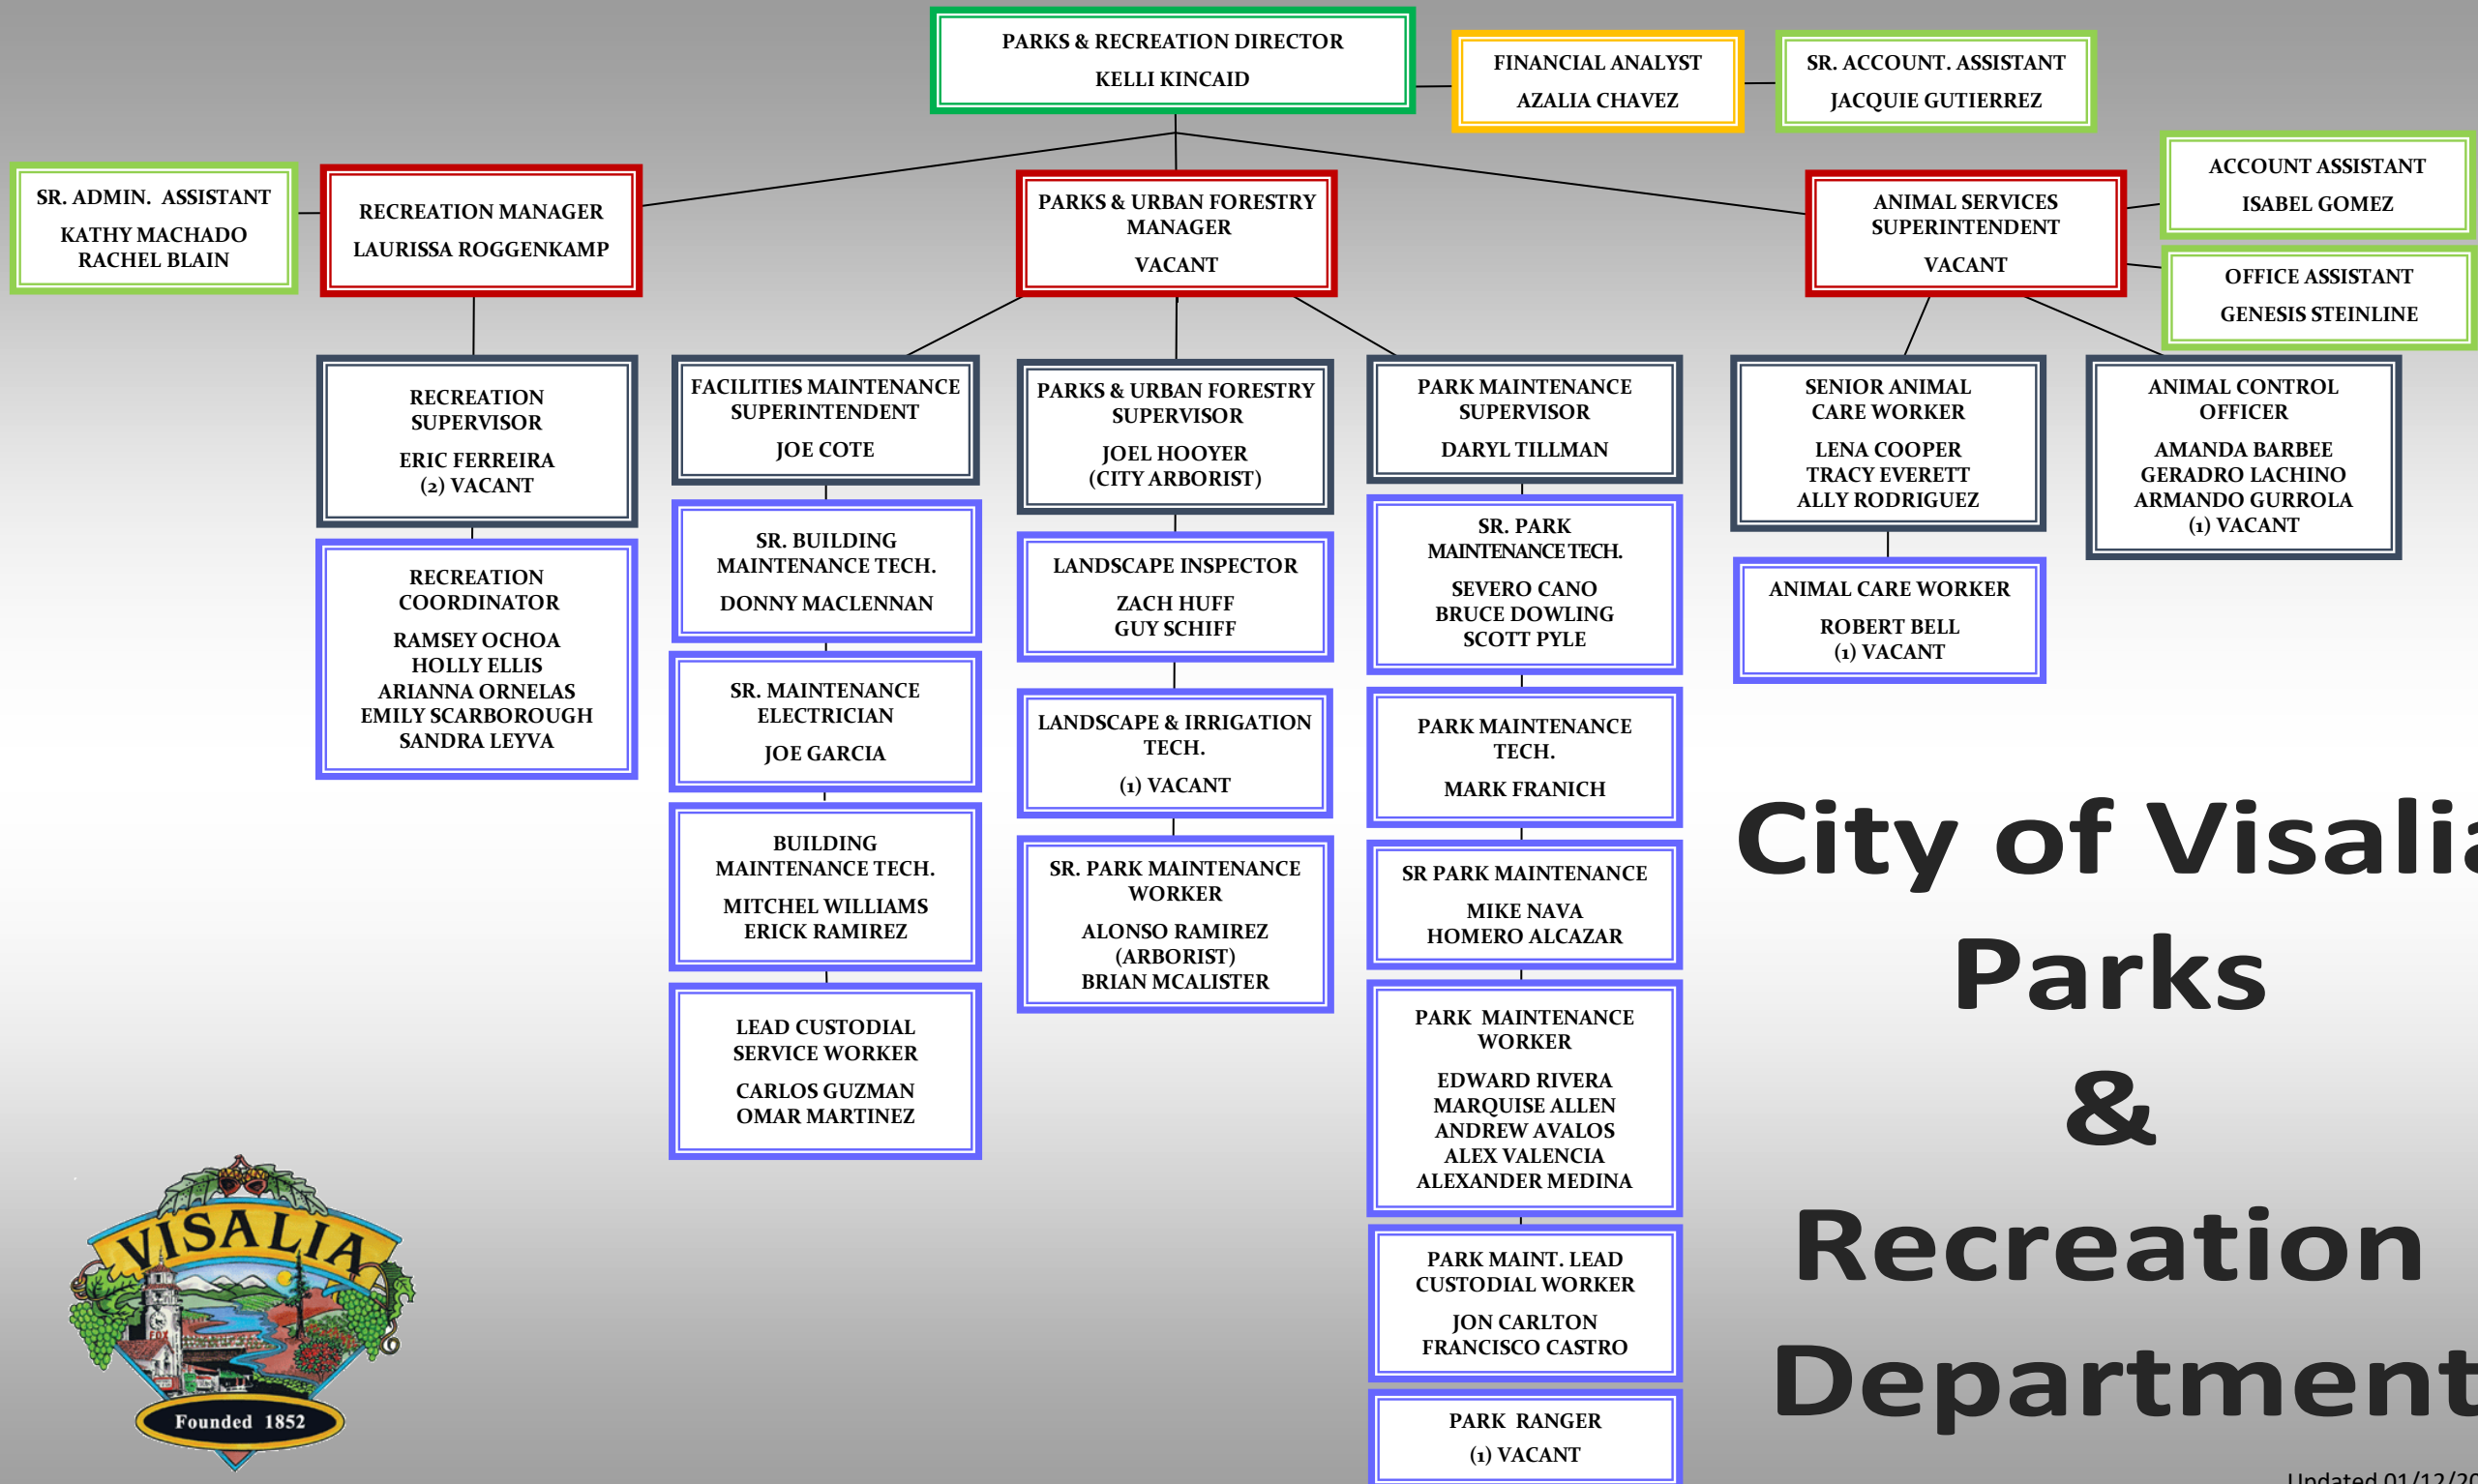 PARKS & RECREATION DIRECTOR
KELLI KINCAID
FINANCIAL ANALYST
AZALIA CHAVEZ
SR. ACCOUNT. ASSISTANT
JACQUIE GUTIERREZ
SR. ADMIN. ASSISTANT
KATHY MACHADO
RACHEL BLAIN
RECREATION MANAGER
LAURISSA ROGGENKAMP
PARKS & URBAN FORESTRY
MANAGER
VACANT
ANIMAL SERVICES
SUPERINTENDENT
VACANT
ACCOUNT ASSISTANT
ISABEL GOMEZ
OFFICE ASSISTANT
GENESIS STEINLINE
RECREATION
SUPERVISOR
ERIC FERREIRA
(2) VACANT
RECREATION
COORDINATOR
RAMSEY OCHOA
HOLLY ELLIS
ARIANNA ORNELAS
EMILY SCARBOROUGH
SANDRA LEYVA
FACILITIES MAINTENANCE
SUPERINTENDENT
JOE COTE
SR. BUILDING
MAINTENANCE TECH.
DONNY MACLENNAN
SR. MAINTENANCE
ELECTRICIAN
JOE GARCIA
BUILDING
MAINTENANCE TECH.
MITCHEL WILLIAMS
ERICK RAMIREZ
LEAD CUSTODIAL
SERVICE WORKER
CARLOS GUZMAN
OMAR MARTINEZ
PARKS & URBAN FORESTRY
SUPERVISOR
JOEL HOOYER
(CITY ARBORIST)
LANDSCAPE INSPECTOR
ZACH HUFF
GUY SCHIFF
LANDSCAPE & IRRIGATION
TECH.
(1) VACANT
SR. PARK MAINTENANCE
WORKER
ALONSO RAMIREZ
(ARBORIST)
BRIAN MCALISTER
PARK MAINTENANCE
SUPERVISOR
DARYL TILLMAN
SR. PARK
MAINTENANCE TECH.
SEVERO CANO
BRUCE DOWLING
SCOTT PYLE
PARK MAINTENANCE
TECH.
MARK FRANICH
SR PARK MAINTENANCE
MIKE NAVA
HOMERO ALCAZAR
PARK MAINTENANCE
WORKER
EDWARD RIVERA
MARQUISE ALLEN
ANDREW AVALOS
ALEX VALENCIA
ALEXANDER MEDINA
PARK MAINT. LEAD
CUSTODIAL WORKER
JON CARLTON
FRANCISCO CASTRO
PARK RANGER
(1) VACANT
SENIOR ANIMAL
CARE WORKER
LENA COOPER
TRACY EVERETT
ALLY RODRIGUEZ
ANIMAL CARE WORKER
ROBERT BELL
(1) VACANT
ANIMAL CONTROL
OFFICER
AMANDA BARBEE
GERADRO LACHINO
ARMANDO GURROLA
(1) VACANT
City of Visalia
Parks
&
Recreation
Department
VISALIA
FOX
Founded 1852
Updated 01/12/20